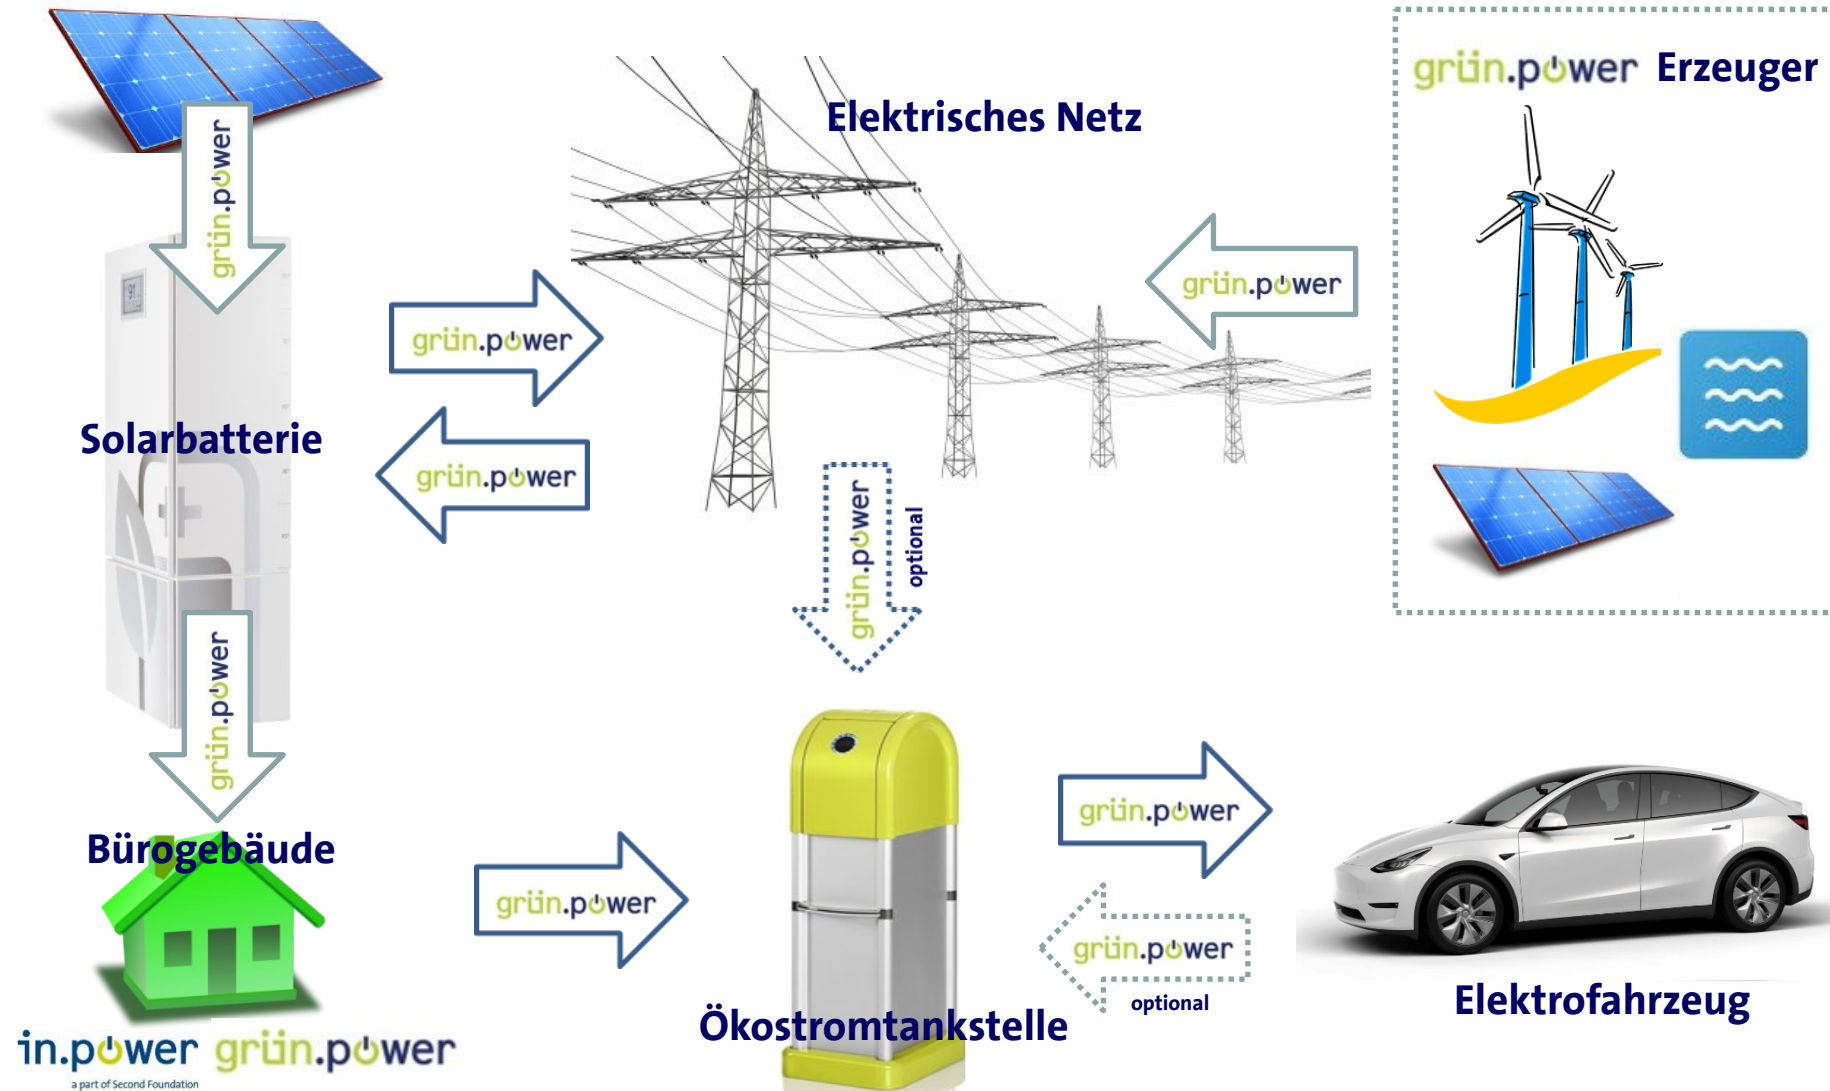 grün.power Erzeuger
Elektrisches Netz
grün.power
grün.power
grün.power
Solarbatterie
grün.power
grün.power
optional
grün.power
Bürogebäude
grün.power
grün.power
grün.power
optional
Ökostromtankstelle
Elektrofahrzeug
in.power
a part of Second Foundation
grün.power